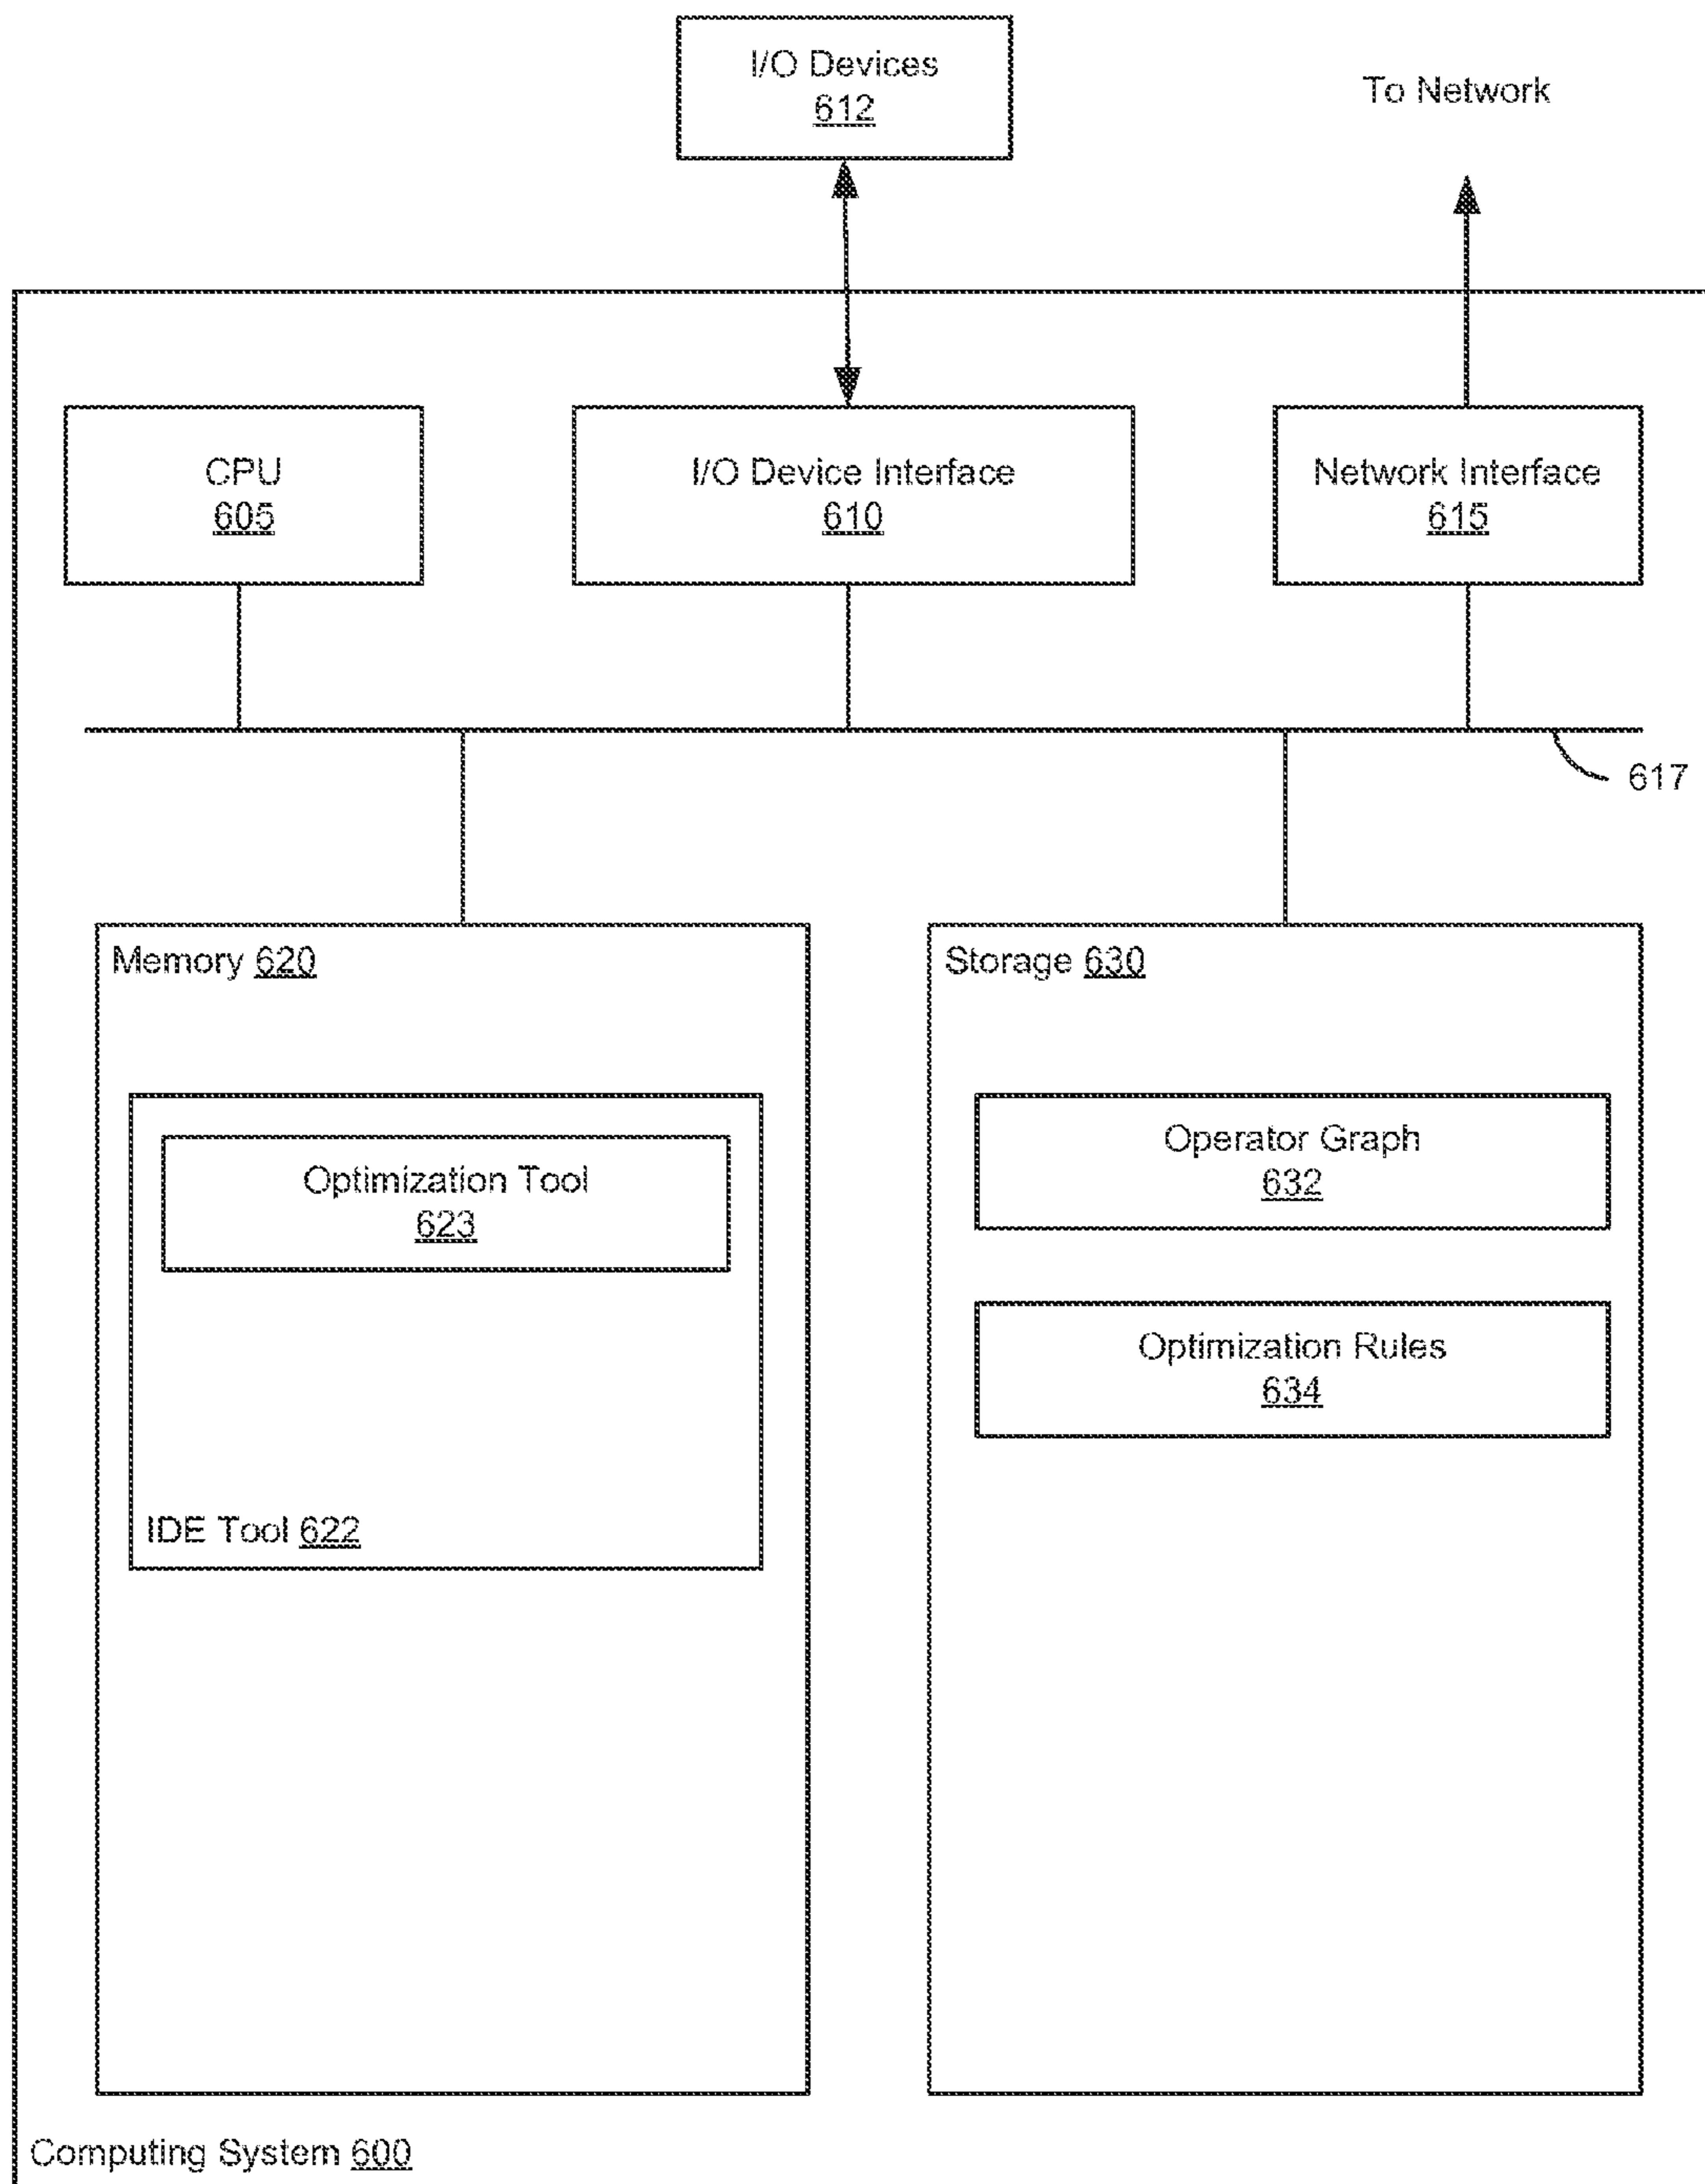 I/O Devices
612
To Network
CPU
605
I/O Device Interface
610
Network Interface
615
617
Memory 620
Storage 630
Optimization Tool
623
Operator Graph
632
Optimization Rules
634
IDE Tool 622
Computing System 600